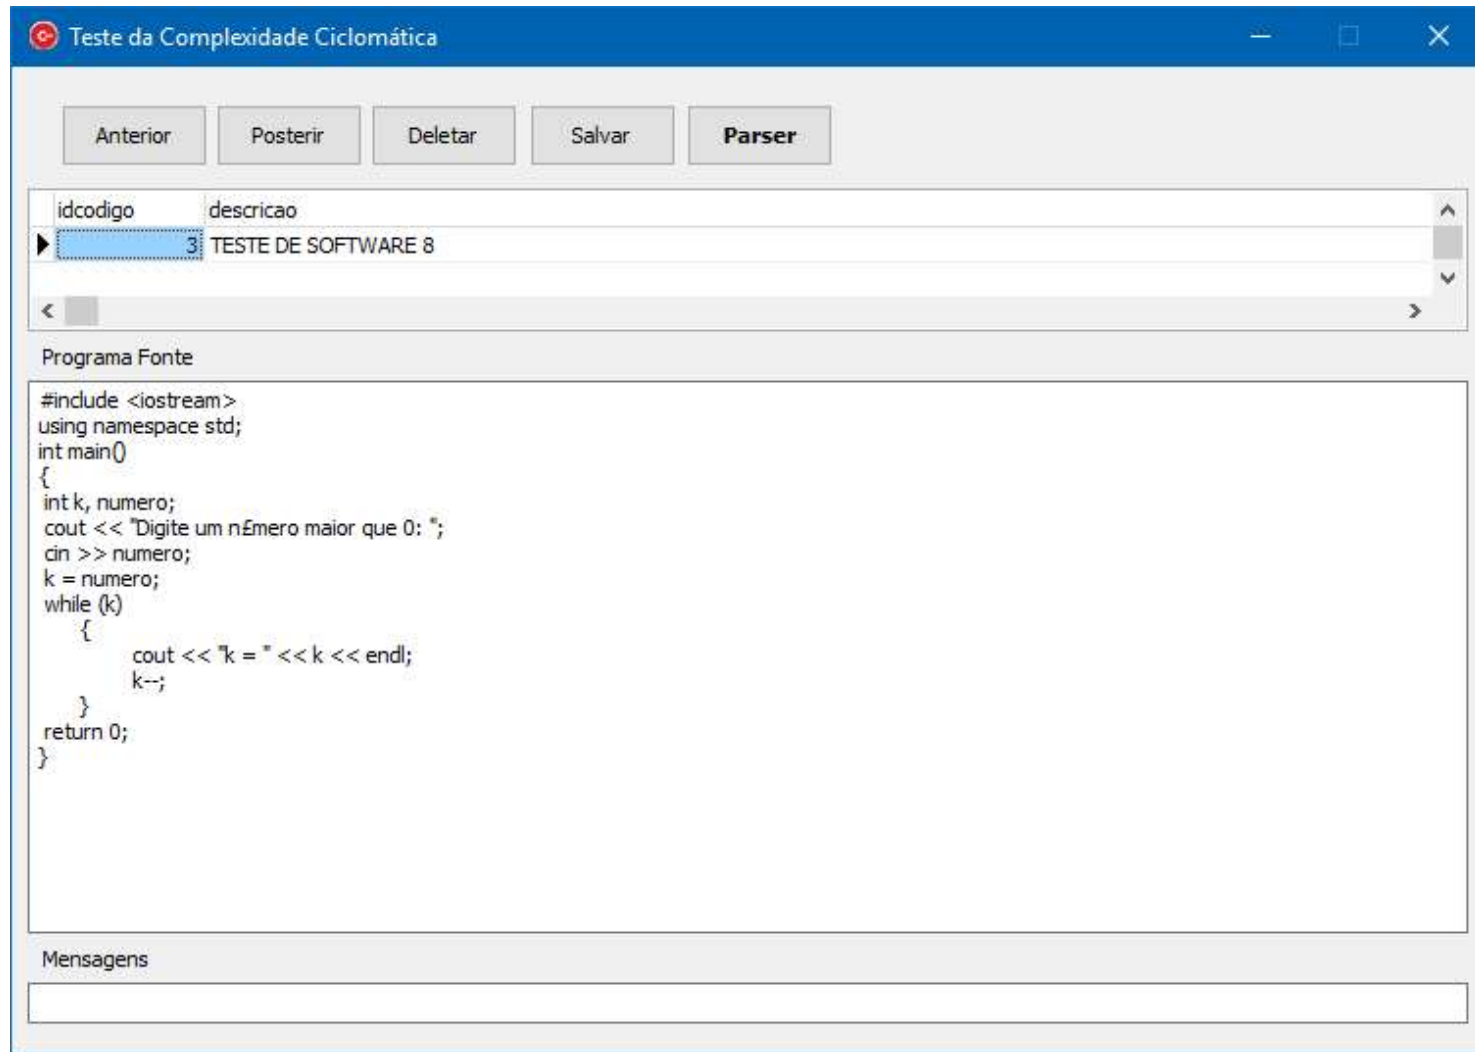 Teste da Complexidade Ciclomática
Anterior Posterir Deletar Salvar Parser
idcodigo descricao
3 TESTE DE SOFTWARE 8
Programa Fonte
#include <iostream>
using namespace std;
int main()
{
int k, numero;
cout << "Digite um n£mero maior que 0: ";
cin >> numero;
k = numero;
while (k)
{
cout << "k = " << k << endl;
k--;
}
return 0;
}
Mensagens